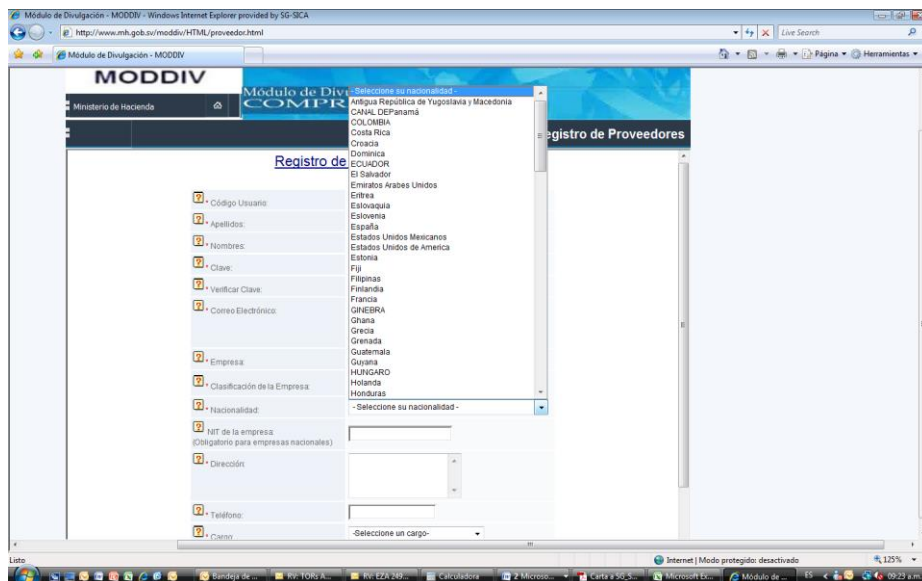 Módulo de Divulgación - MODDIV - Windows Internet Explorer provided by SG-SICA
http://www.mh.gob.sv/moddiv/HTML/proveedor.html
Live Search
Módulo de Divulgación - MODDIV
Página
Herramientas
MODDIV
Módulo de Div
COMPR
Ministerio de Hacienda
egistro de Proveedores
Registro de
- Seleccione su nacionalidad -
Antigua República de Yugoslavia y Macedonia
CANAL DEPanamá
COLOMBIA
Costa Rica
Croacia
Dominica
ECUADOR
El Salvador
Emiratos Arabes Unidos
Eritrea
Eslovaquia
Eslovenia
España
Estados Unidos Mexicanos
Estados Unidos de America
Estonia
Fiji
Filipinas
Finlandia
Francia
GINEBRA
Ghana
Grecia
Grenada
Guatemala
Guyana
HUNGARO
Holanda
Honduras
* Código Usuario:
* Apellidos:
* Nombres:
* Clave:
* Verificar Clave:
* Correo Electrónico:
* Empresa:
* Clasificación de la Empresa:
* Nacionalidad:
- Seleccione su nacionalidad -
NIT de la empresa:
(Obligatorio para empresas nacionales)
* Dirección:
* Teléfono:
* Cargo:
-Seleccione un cargo-
Listo
Internet | Modo protegido: desactivado
125%
Bandeja de ...
RV: TORs A...
RV: EZA 249...
Calculadora
2 Microso...
Carta a SG_S...
Microsoft Ex...
Módulo de ...
ES